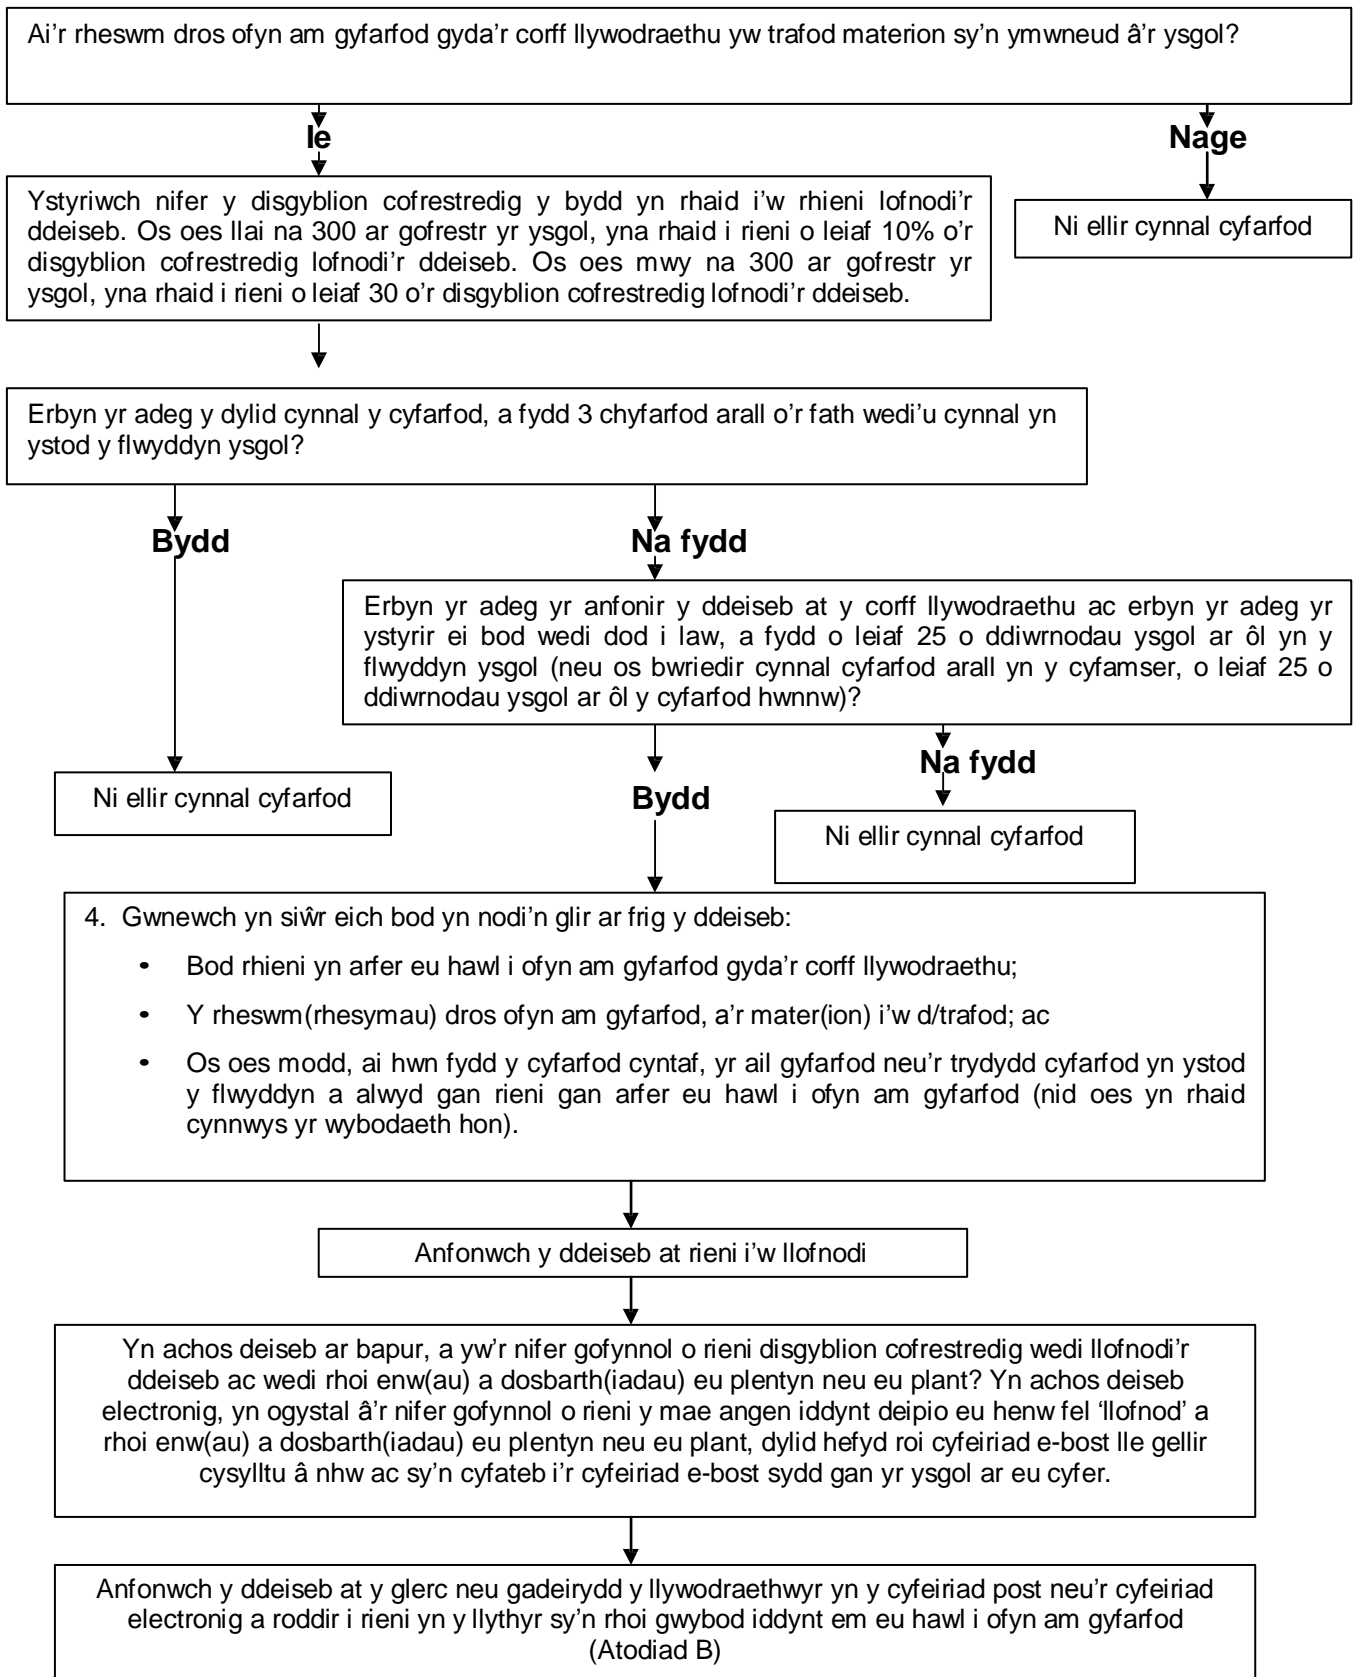 Ai'r rheswm dros ofyn am gyfarfod gyda'r corff llywodraethu yw trafod materion sy'n ymwneud â'r ysgol?
Ie
Nage
Ystyriwch nifer y disgyblion cofrestredig y bydd yn rhaid i'w rhieni lofnodi'r
ddeiseb. Os oes llai na 300 ar gofrestr yr ysgol, yna rhaid i rieni o leiaf 10% o'r
disgyblion cofrestredig lofnodi'r ddeiseb. Os oes mwy na 300 ar gofrestr yr
ysgol, yna rhaid i rieni o leiaf 30 o'r disgyblion cofrestredig lofnodi'r ddeiseb.
Ni ellir cynnal cyfarfod
Erbyn yr adeg y dylid cynnal y cyfarfod, a fydd 3 chyfarfod arall o'r fath wedi'u cynnal yn
ystod y flwyddyn ysgol?
Bydd
Na fydd
Erbyn yr adeg yr anfonir y ddeiseb at y corff llywodraethu ac erbyn yr adeg yr
ystyrir ei bod wedi dod i law, a fydd o leiaf 25 o ddiwrnodau ysgol ar ôl yn y
flwyddyn ysgol (neu os bwriedir cynnal cyfarfod arall yn y cyfamser, o leiaf 25 o
ddiwrnodau ysgol ar ôl y cyfarfod hwnnw)?
Ni ellir cynnal cyfarfod
Bydd
Na fydd
Ni ellir cynnal cyfarfod
4. Gwnewch yn siŵr eich bod yn nodi'n glir ar frig y ddeiseb:
• Bod rhieni yn arfer eu hawl i ofyn am gyfarfod gyda'r corff llywodraethu;
• Y rheswm(rhesymau) dros ofyn am gyfarfod, a'r mater(ion) i'w d/trafod; ac
• Os oes modd, ai hwn fydd y cyfarfod cyntaf, yr ail gyfarfod neu'r trydydd cyfarfod yn ystod
y flwyddyn a alwyd gan rieni gan arfer eu hawl i ofyn am gyfarfod (nid oes yn rhaid
cynnwys yr wybodaeth hon).
Anfonwch y ddeiseb at rieni i'w llofnodi
Yn achos deiseb ar bapur, a yw'r nifer gofynnol o rieni disgyblion cofrestredig wedi llofnodi'r
ddeiseb ac wedi rhoi enw(au) a dosbarth(iadau) eu plentyn neu eu plant? Yn achos deiseb
electronig, yn ogystal â'r nifer gofynnol o rieni y mae angen iddynt deipio eu henw fel 'llofnod' a
rhoi enw(au) a dosbarth(iadau) eu plentyn neu eu plant, dylid hefyd roi cyfeiriad e-bost lle gellir
cysylltu â nhw ac sy'n cyfateb i'r cyfeiriad e-bost sydd gan yr ysgol ar eu cyfer.
Anfonwch y ddeiseb at y glerc neu gadeirydd y llywodraethwyr yn y cyfeiriad post neu'r cyfeiriad
electronig a roddir i rieni yn y llythyr sy'n rhoi gwybod iddynt em eu hawl i ofyn am gyfarfod
(Atodiad B)